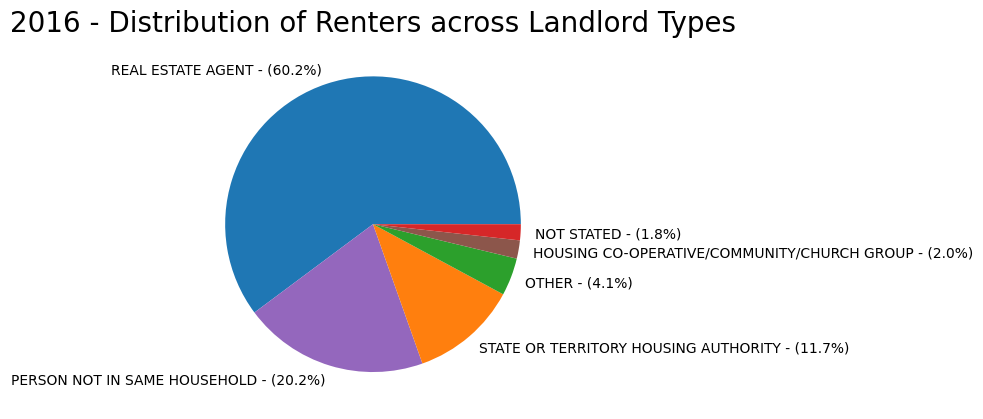 2016 - Distribution of Renters across Landlord Types
REAL ESTATE AGENT - (60.2%)
NOT STATED - (1.8%)
HOUSING CO-OPERATIVE/COMMUNITY/CHURCH GROUP - (2.0%)
OTHER - (4.1%)
STATE OR TERRITORY HOUSING AUTHORITY - (11.7%)
PERSON NOT IN SAME HOUSEHOLD - (20.2%)